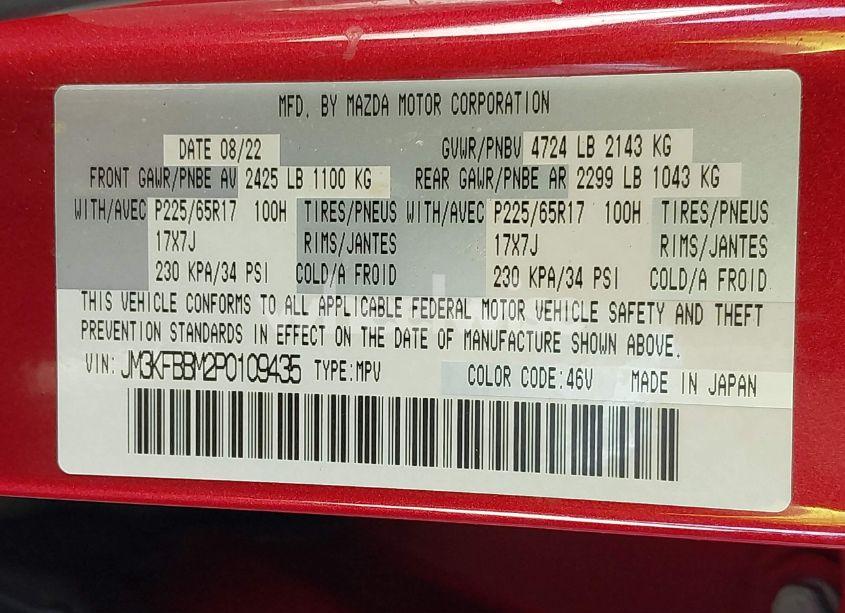 MFD. BY MAZDA MOTOR CORPORATION
DATE 08/22 GVWR/PNBV 4724 LB 2143 KG
FRONT GAWR/PNBE AV 2425 LB 1100 KG REAR GAWR/PNBE AR 2299 LB 1043 KG
WITH/AVEC P225/65R17 100H TIRES/PNEUS WITH/AVEC P225/65R17 100H TIRES/PNEUS
17X7J RIMS/JANTES 17X7J RIMS/JANTES
230 KPA/34 PSI COLD/A FROID 230 KPA/34 PSI COLD/A FROID
THIS VEHICLE CONFORMS TO ALL APPLICABLE FEDERAL MOTOR VEHICLE SAFETY AND THEFT
PREVENTION STANDARDS IN EFFECT ON THE DATE OF MANUFACTURE SHOWN ABOVE.
VIN: JM3KFBBM2P0109435 TYPE:MPV COLOR CODE:46V MADE IN JAPAN